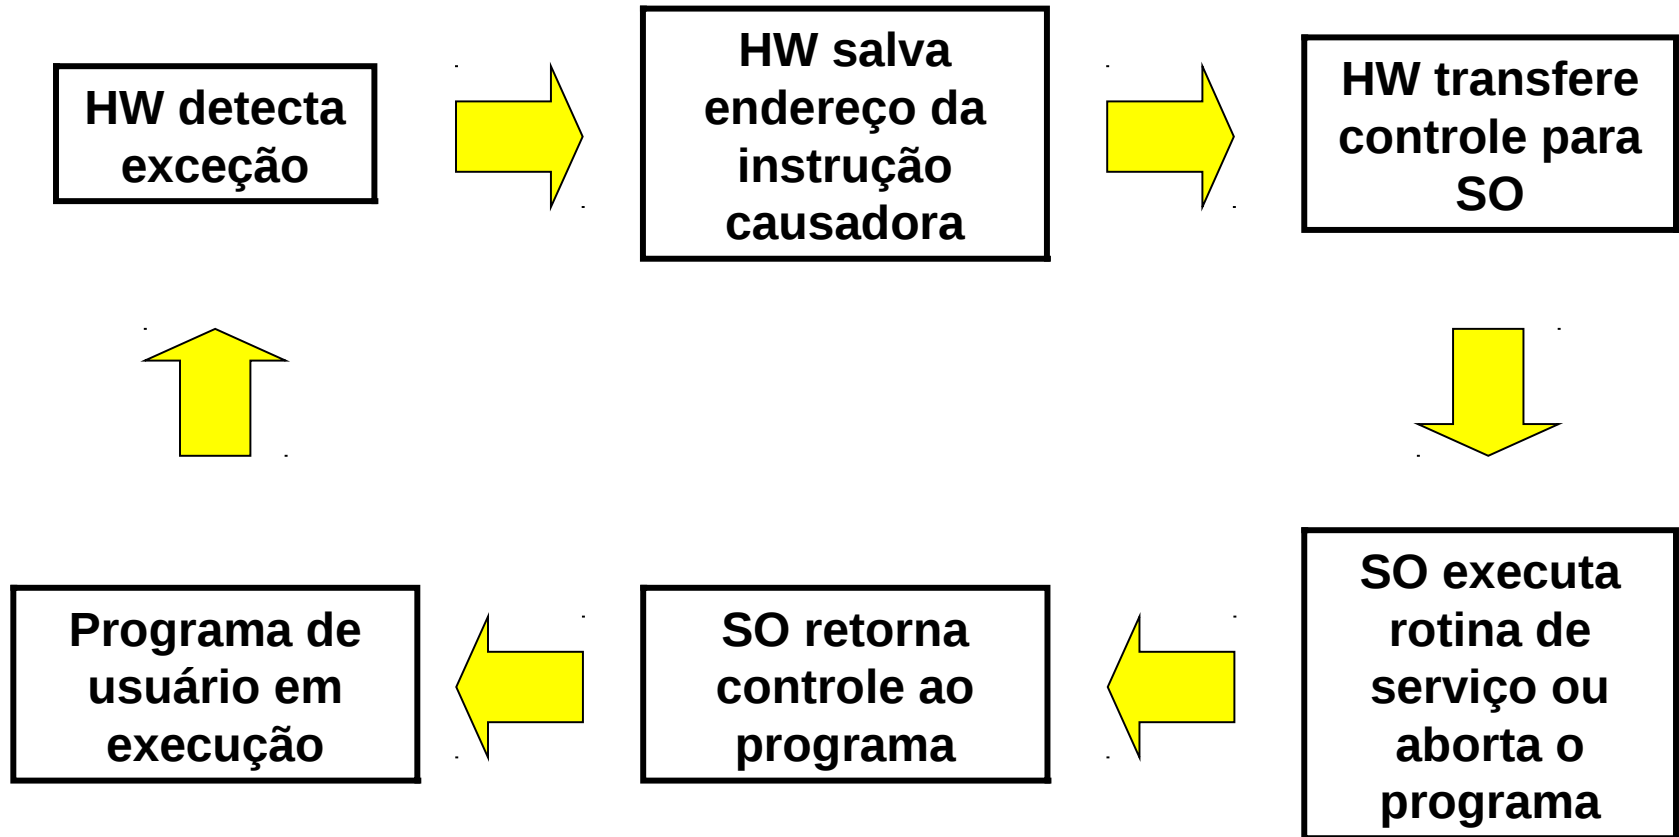 HW detecta
exceção
HW salva
endereço da
instrução
causadora
HW transfere
controle para
SO
SO executa
rotina de
serviço ou
aborta o
programa
SO retorna
controle ao
programa
Programa de
usuário em
execução